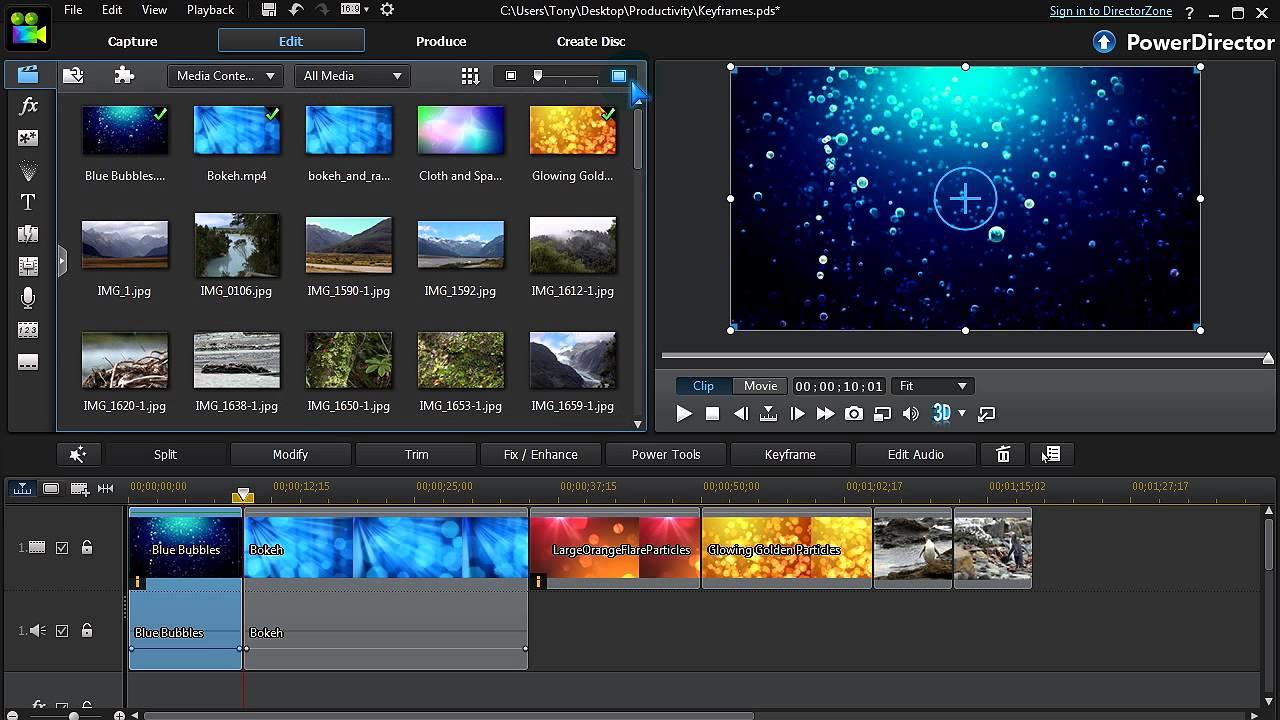 File Edit View Playback 16:9 C:\Users\Tony\Desktop\Productivity\Keyframes.pds* Sign in to DirectorZone ?
Capture Edit Produce Create Disc PowerDirector
Media Conte... All Media
fx
T
Blue Bubbles.... Bokeh.mp4 bokeh_and_ra... Cloth and Spa... Glowing Gold...
IMG_1.jpg IMG_0106.jpg IMG_1590-1.jpg IMG_1592.jpg IMG_1612-1.jpg
IMG_1620-1.jpg IMG_1638-1.jpg IMG_1650-1.jpg IMG_1653-1.jpg IMG_1659-1.jpg
Clip Movie 00;00;10;01 Fit
3D
Split Modify Trim Fix / Enhance Power Tools Keyframe Edit Audio
00;00;00;00 00;00;12;15 00;00;25;00 00;00;37;15 00;00;50;00 00;01;02;17 00;01;15;02 00;01;27;17
1. Blue Bubbles Bokeh LargeOrangeFlareParticles Glowing Golden Particles
i i
1. Blue Bubbles Bokeh
fx